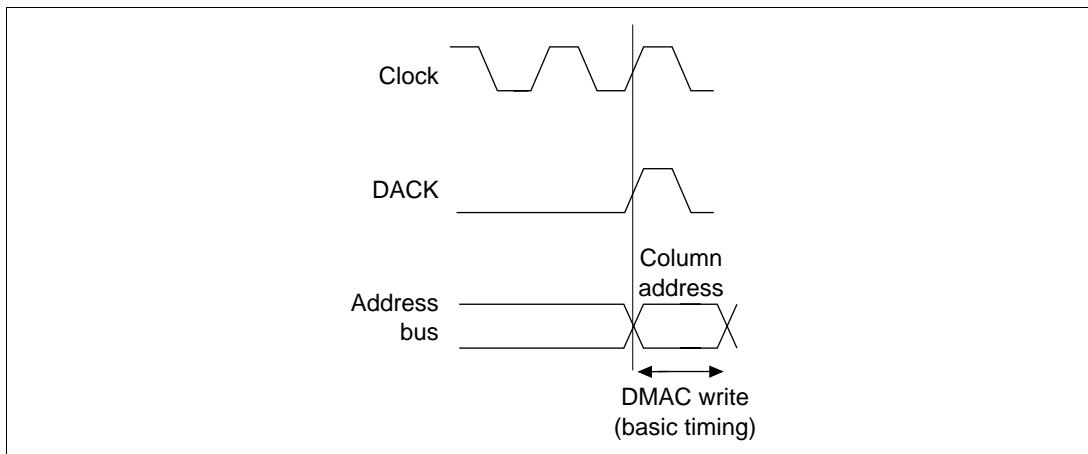 Clock
DACK
Column
address
Address
bus
DMAC write
(basic timing)